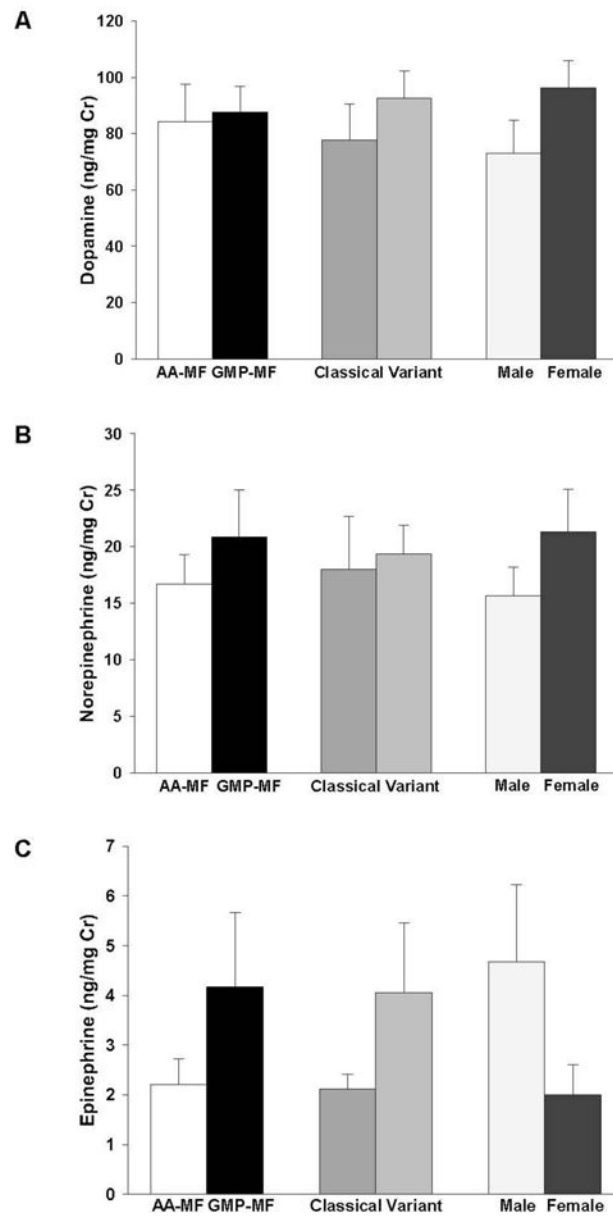 A
Dopamine (ng/mg Cr)
120
100
80
60
40
20
0
AA-MF GMP-MF Classical Variant Male Female
B
Norepinephrine (ng/mg Cr)
30
25
20
15
10
5
0
AA-MF GMP-MF Classical Variant Male Female
C
Epinephrine (ng/mg Cr)
7
6
5
4
3
2
1
0
AA-MF GMP-MF Classical Variant Male Female